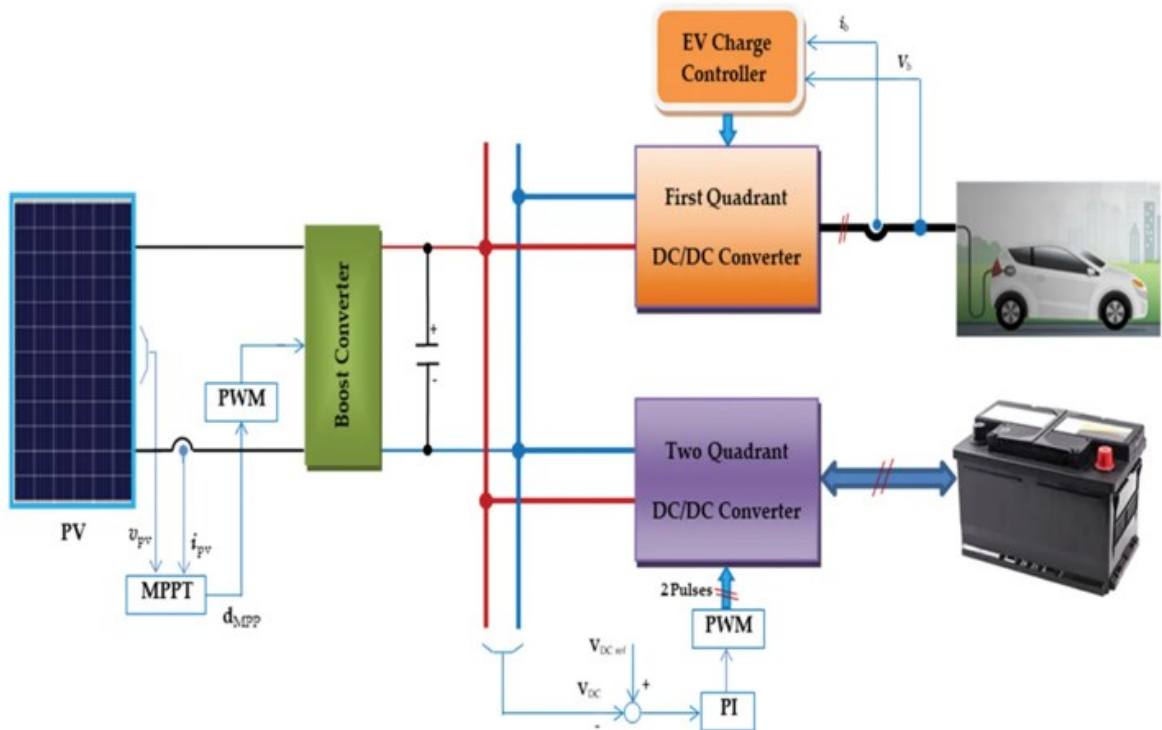 EV Charge
Controller
i_b
V_b
First Quadrant
DC/DC Converter
Boost Converter
+
-
PWM
PV
v_pv
i_pv
MPPT
d_MPP
Two Quadrant
DC/DC Converter
2 Pulses
PWM
V_DC ref
V_DC
+
-
PI